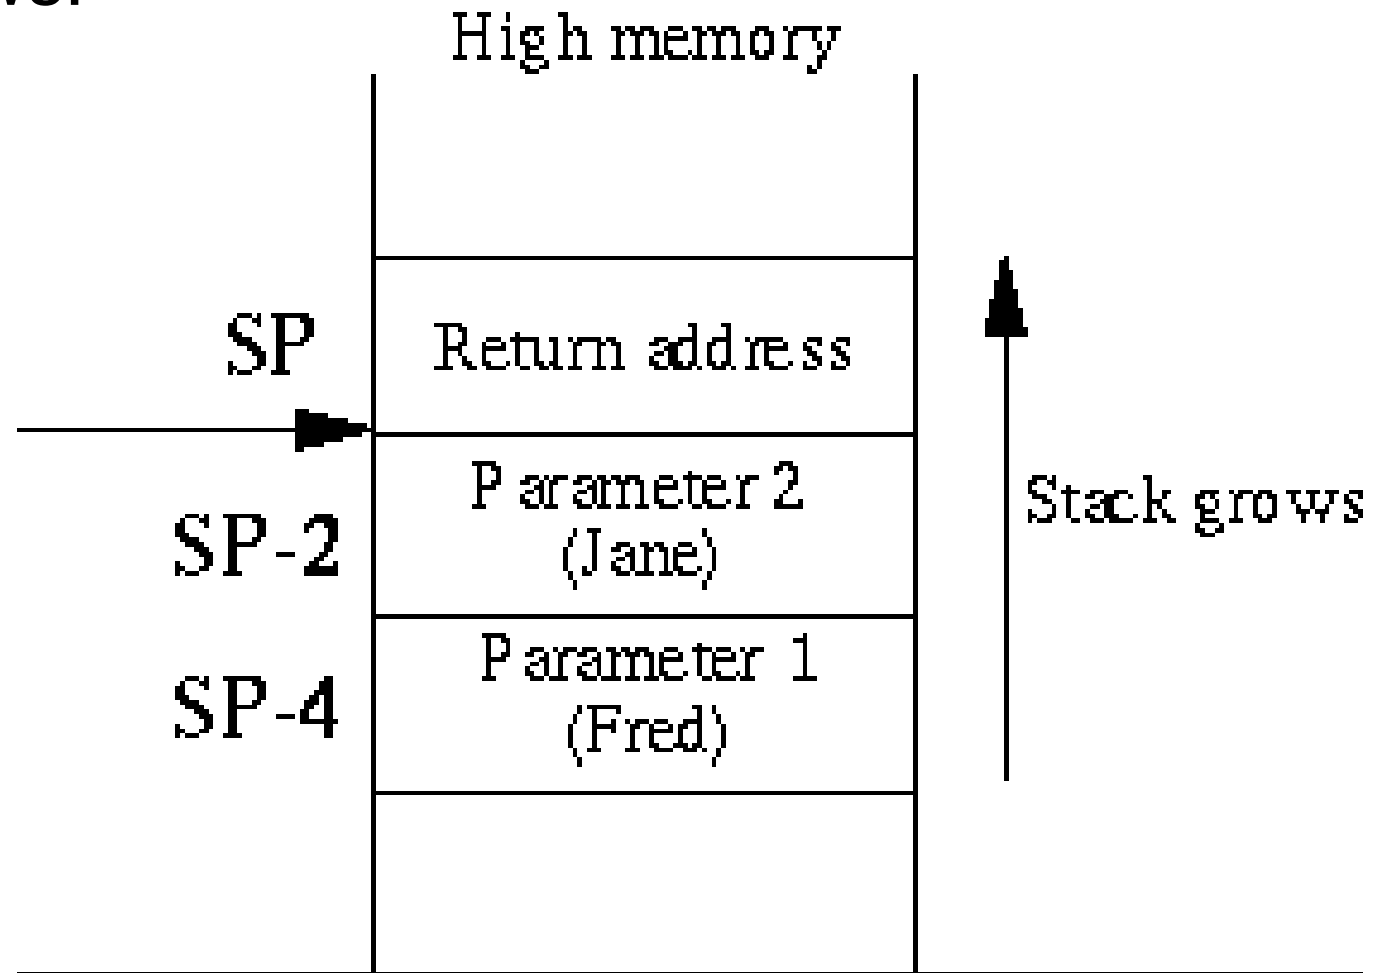 High memory
SP
Return address
Parameter 2
(Jane)
SP-2
Stack grows
Parameter 1
(Fred)
SP-4